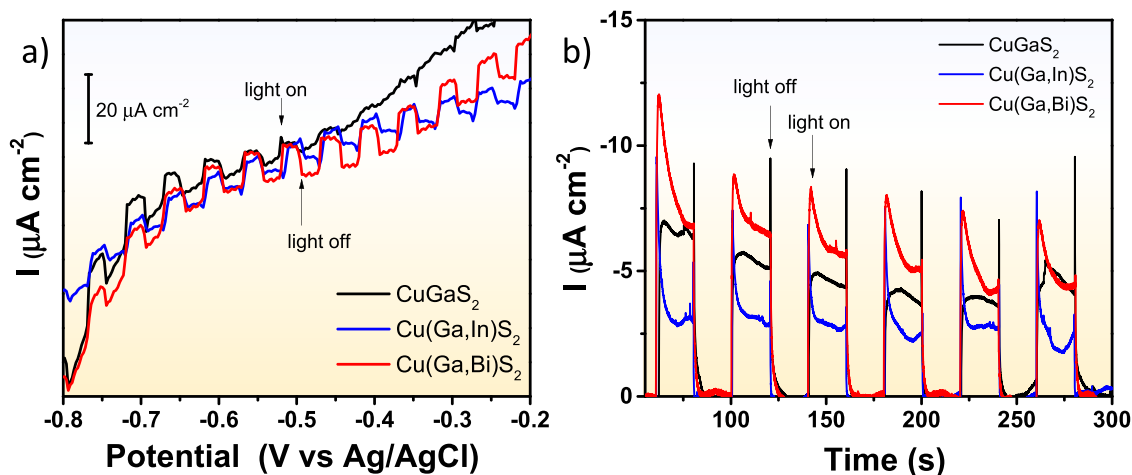 a)
20 μA cm-2
light on
light off
CuGaS2
Cu(Ga,In)S2
Cu(Ga,Bi)S2
I (μA cm-2)
-0.8 -0.7 -0.6 -0.5 -0.4 -0.3 -0.2
Potential (V vs Ag/AgCl)
b)
-15
-10
-5
0
CuGaS2
Cu(Ga,In)S2
Cu(Ga,Bi)S2
light off
light on
I (μA cm-2)
100 150 200 250 300
Time (s)